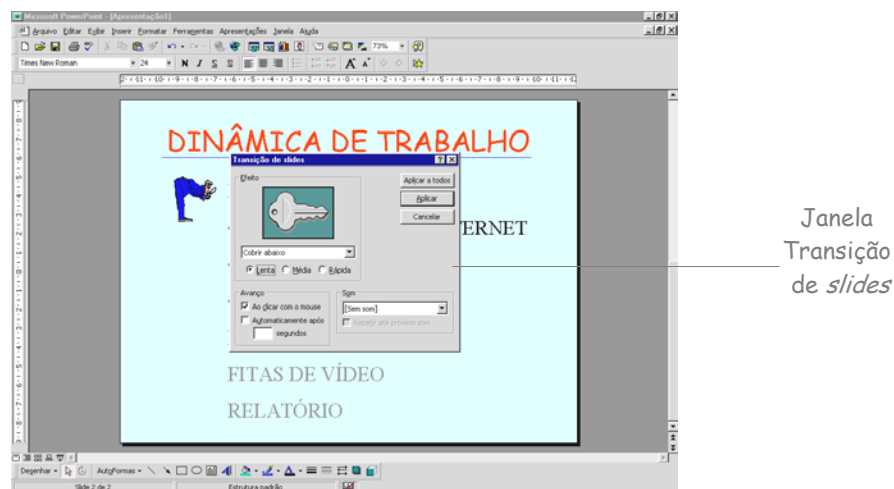 Microsoft PowerPoint - [Apresentação1]
Arquivo Editar Exibir Inserir Formatar Ferramentas Apresentações Janela Ajuda
73%
Times New Roman 24 N I S S
DINÂMICA DE TRABALHO
Transição de slides
Efeito
Aplicar a todos
Aplicar
Cancelar
ERNET
Cobrir abaixo
Lenta Média Rápida
Janela
Transição
de slides
Avanço
Ao clicar com o mouse
Automaticamente após
segundos
Som
[Sem som]
Repetir até próximo som
FITAS DE VÍDEO
RELATÓRIO
Desenhar AutoFormas
Slide 2 de 2 Estrutura padrão